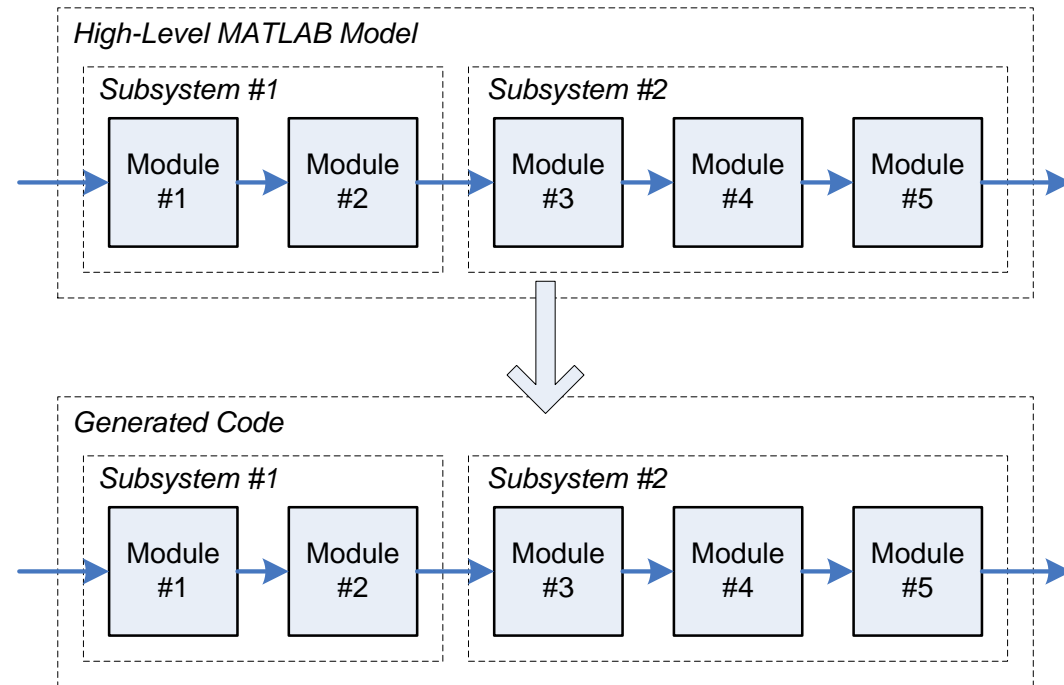 High-Level MATLAB Model
Subsystem #1
Subsystem #2
Module
#1
Module
#2
Module
#3
Module
#4
Module
#5
Generated Code
Subsystem #1
Subsystem #2
Module
#1
Module
#2
Module
#3
Module
#4
Module
#5